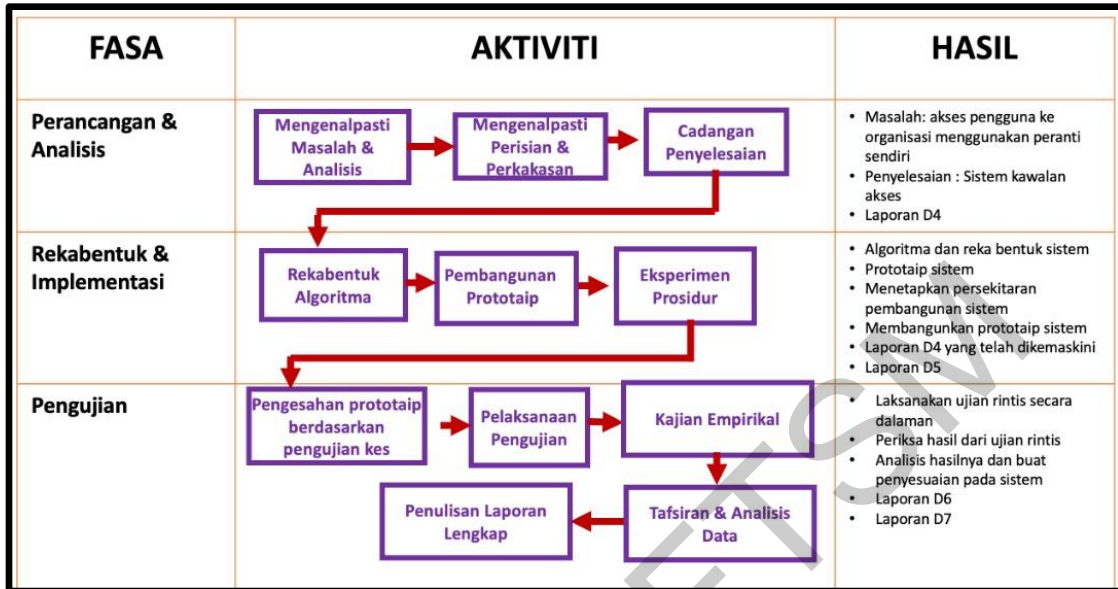 FASA
AKTIVITI
HASIL
Perancangan &
Analisis
Mengenalpasti
Masalah &
Analisis
Mengenalpasti
Perisian &
Perkakasan
Cadangan
Penyelesaian
• Masalah: akses pengguna ke
organisasi menggunakan peranti
sendiri
• Penyelesaian : Sistem kawalan
akses
• Laporan D4
Rekabentuk &
Implementasi
Rekabentuk
Algoritma
Pembangunan
Prototaip
Eksperimen
Prosidur
• Algoritma dan reka bentuk sistem
• Prototaip sistem
• Menetapkan persekitaran
pembangunan sistem
• Membangunkan prototaip sistem
• Laporan D4 yang telah dikemaskini
• Laporan D5
Pengujian
Pengesahan prototaip
berdasarkan
pengujian kes
Pelaksanaan
Pengujian
Kajian Empirikal
Penulisan Laporan
Lengkap
Tafsiran & Analisis
Data
• Laksanakan ujian rintis secara
dalaman
• Periksa hasil dari ujian rintis
• Analisis hasilnya dan buat
penyesuaian pada sistem
• Laporan D6
• Laporan D7
FTSM